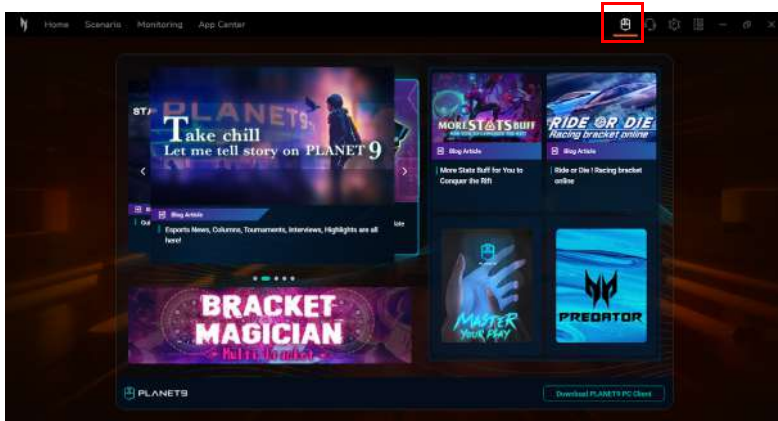 Home Scenario Monitoring App Center
PLANET9
Take chill
Let me tell story on PLANET 9
Blog Article
Esports News, Columns, Tournaments, Interviews, Highlights are all
here!
MORE STATS BUFF
Blog Article
More Stats Buff for You to
Conquer the Rift
RIDE OR DIE
Racing bracket online
Blog Article
Ride or Die ! Racing bracket
online
BRACKET
MAGICIAN
MASTER
YOUR PLAY
PREDATOR
PLANET9
Download PLANET9 PC Client